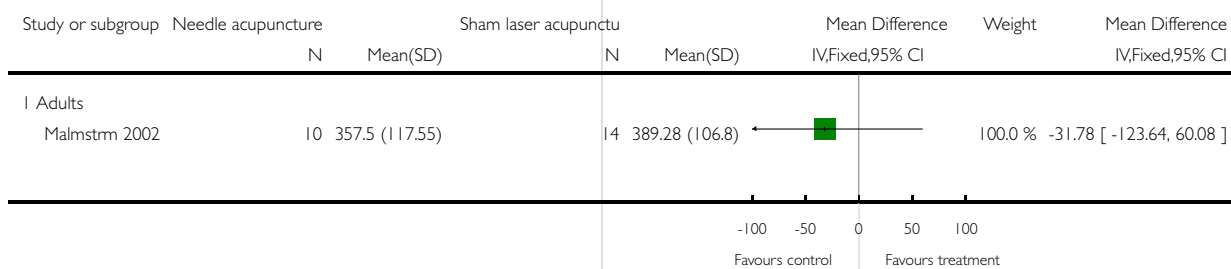 Study or subgroup Needle acupuncture Sham laser acupunctu Mean Difference Weight Mean Difference
N Mean(SD) N Mean(SD) IV,Fixed,95% CI IV,Fixed,95% CI
1 Adults
Malmstrm 2002 10 357.5 (117.55) 14 389.28 (106.8) 100.0 % -31.78 [ -123.64, 60.08 ]
-100 -50 0 50 100
Favours control Favours treatment